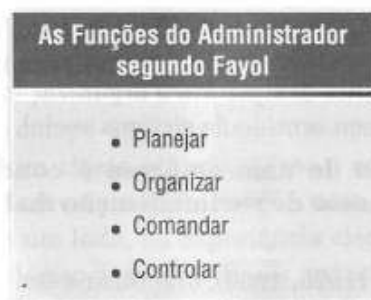 As Funções do Administrador
segundo Fayol
• Planejar
• Organizar
• Comandar
• Controlar